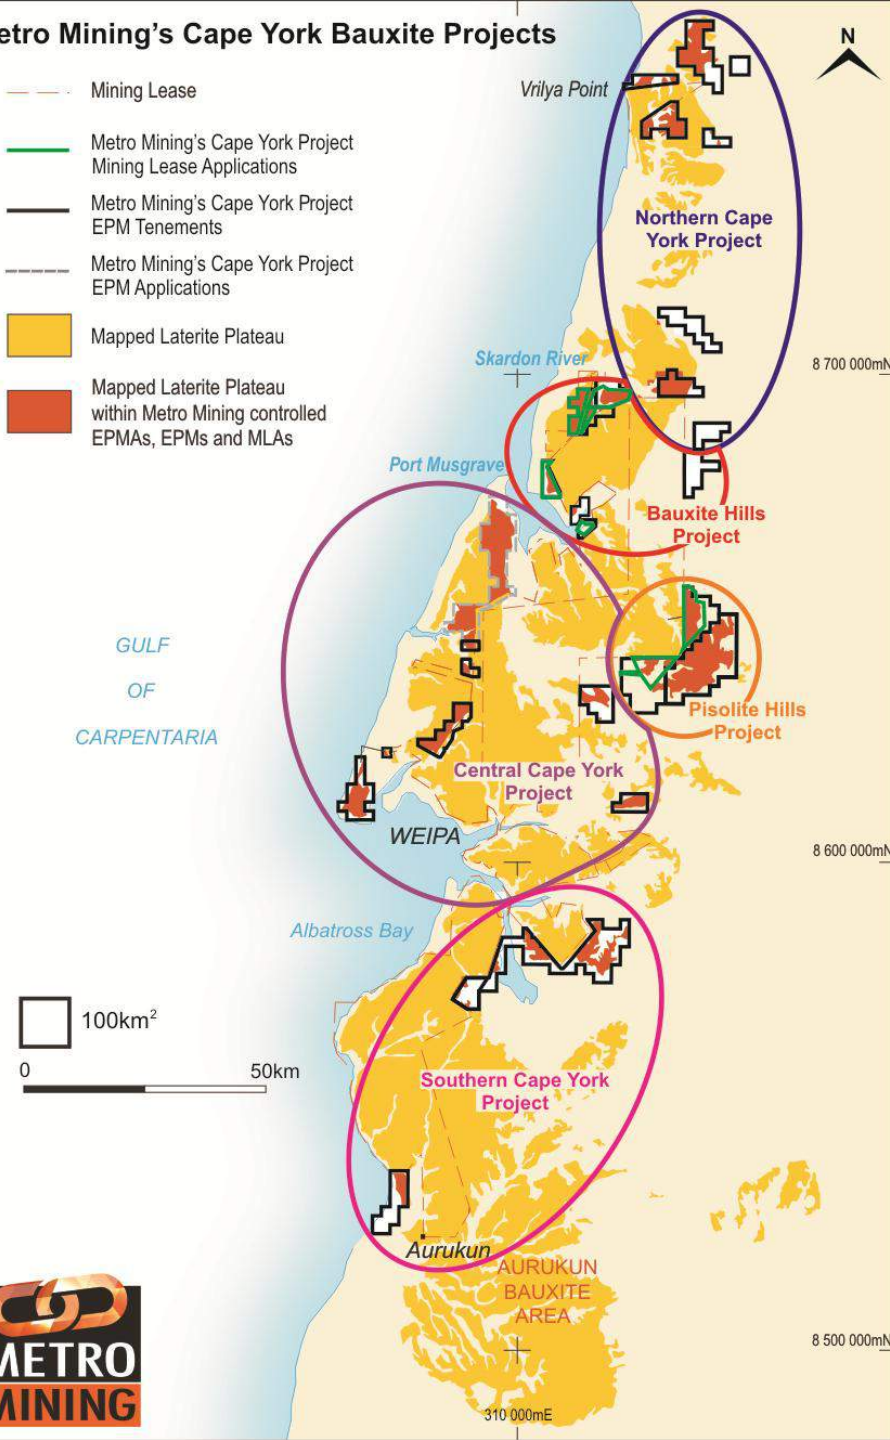 etro Mining's Cape York Bauxite Projects
N
Mining Lease
Metro Mining's Cape York Project
Mining Lease Applications
Metro Mining's Cape York Project
EPM Tenements
Metro Mining's Cape York Project
EPM Applications
Mapped Laterite Plateau
Mapped Laterite Plateau
within Metro Mining controlled
EPMAs, EPMs and MLAs
Vrilya Point
Northern Cape
York Project
Skardon River
8 700 000mN
Port Musgrave
Bauxite Hills
Project
GULF
OF
CARPENTARIA
Pisolite Hills
Project
Central Cape York
Project
WEIPA
8 600 000mN
Albatross Bay
100km²
0
50km
Southern Cape York
Project
Aurukun
AURUKUN
BAUXITE
AREA
8 500 000mN
METRO
MINING
310 000mE